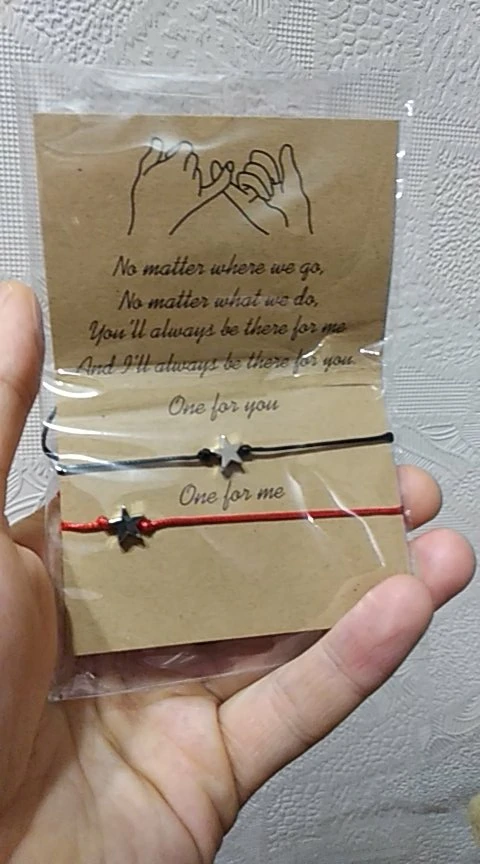 No matter where we go,
No matter what we do,
You'll always be there for me
And I'll always be there for you.
One for you
One for me